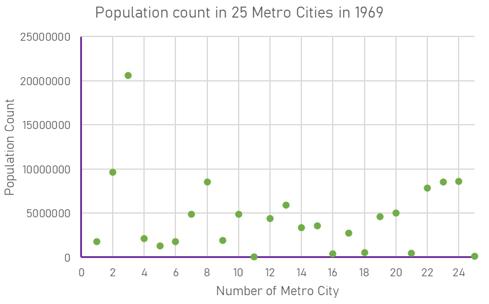 Population count in 25 Metro Cities in 1969
25000000
20000000
15000000
10000000
5000000
0
Population Count
0 2 4 6 8 10 12 14 16 18 20 22 24
Number of Metro City